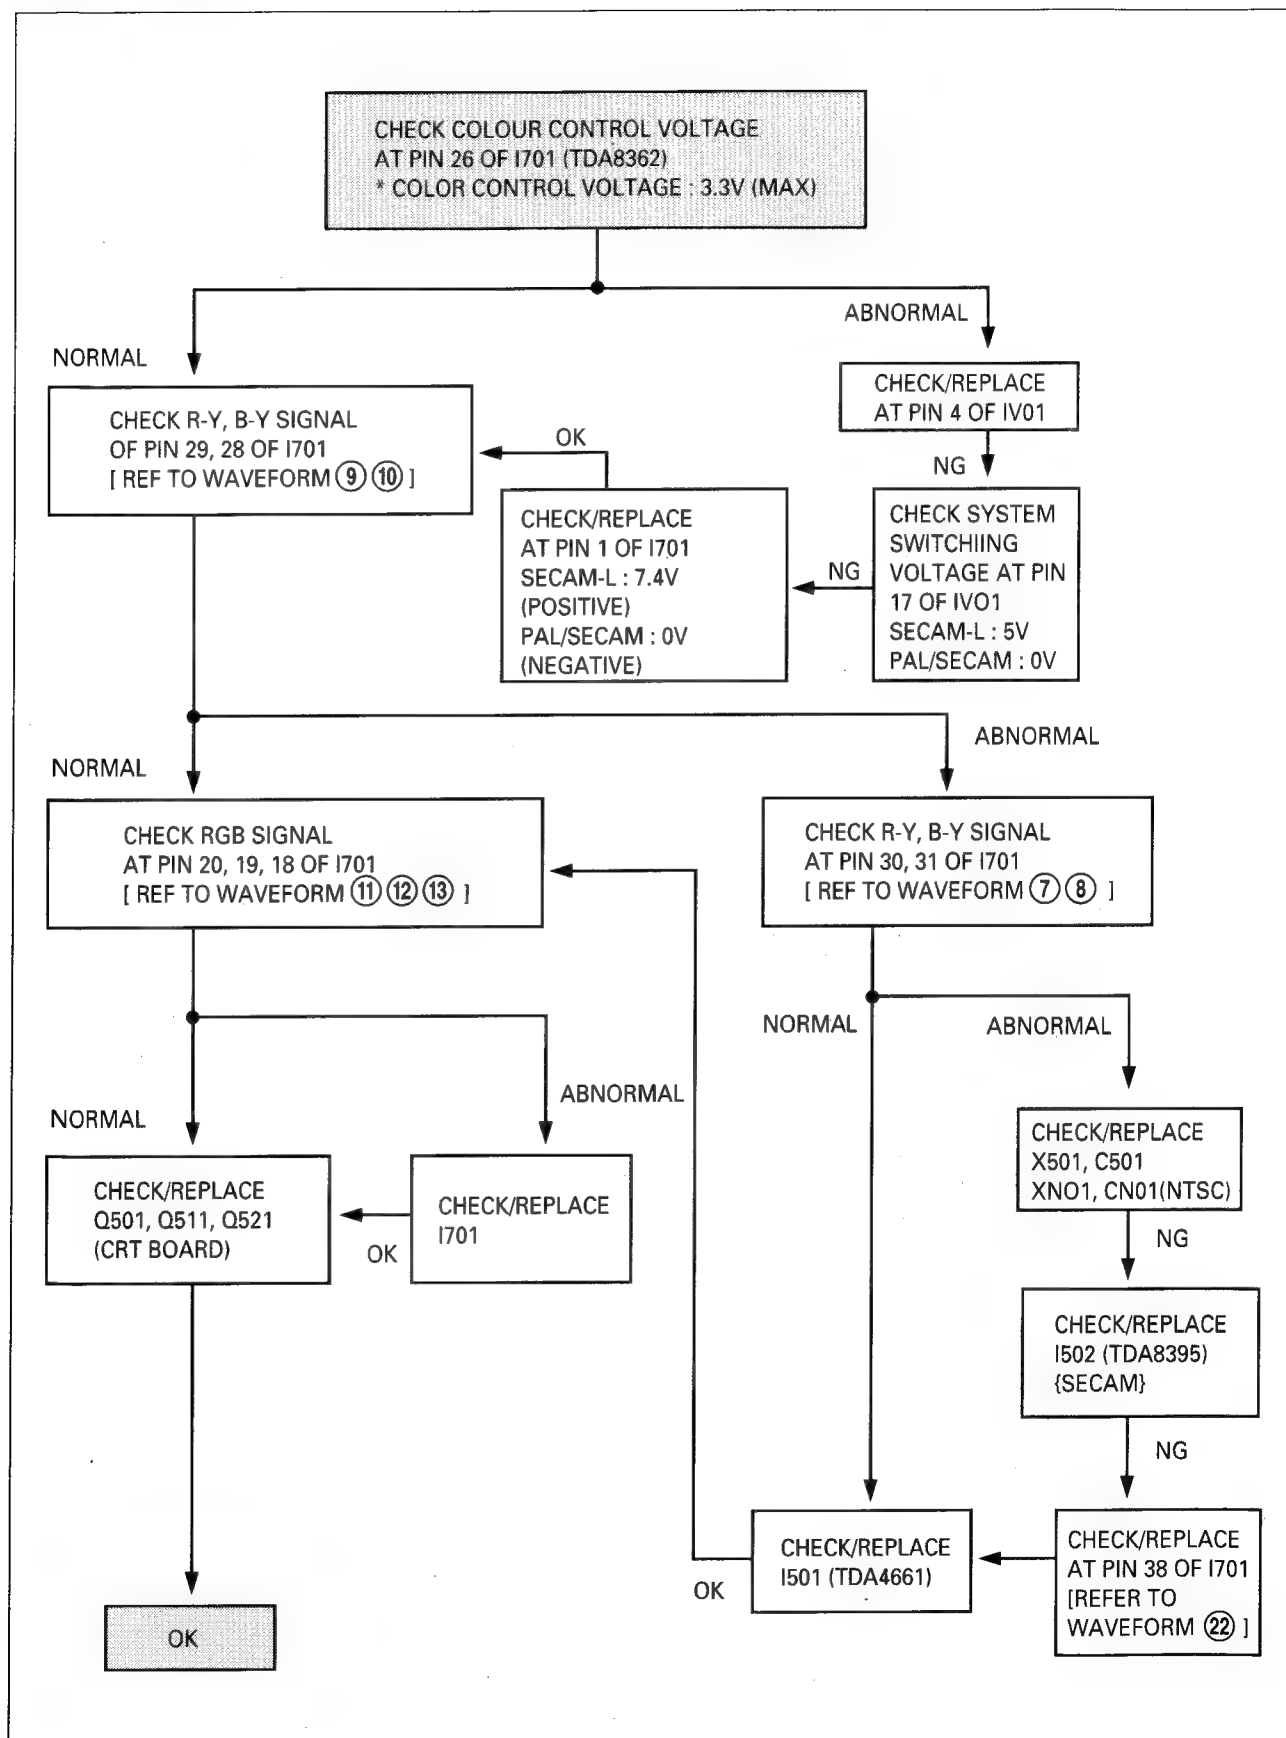 CHECK COLOUR CONTROL VOLTAGE
AT PIN 26 OF I701 (TDA8362)
* COLOR CONTROL VOLTAGE : 3.3V (MAX)
ABNORMAL
NORMAL
CHECK/REPLACE
AT PIN 4 OF IV01
CHECK R-Y, B-Y SIGNAL
OF PIN 29, 28 OF I701
[ REF TO WAVEFORM ⑨ ⑩ ]
OK
NG
CHECK/REPLACE
AT PIN 1 OF I701
SECAM-L : 7.4V
(POSITIVE)
PAL/SECAM : 0V
(NEGATIVE)
NG
CHECK SYSTEM
SWITCHIING
VOLTAGE AT PIN
17 OF IVO1
SECAM-L : 5V
PAL/SECAM : 0V
ABNORMAL
NORMAL
CHECK RGB SIGNAL
AT PIN 20, 19, 18 OF I701
[ REF TO WAVEFORM ⑪ ⑫ ⑬ ]
CHECK R-Y, B-Y SIGNAL
AT PIN 30, 31 OF I701
[ REF TO WAVEFORM ⑦ ⑧ ]
NORMAL
ABNORMAL
ABNORMAL
NORMAL
CHECK/REPLACE
Q501, Q511, Q521
(CRT BOARD)
OK
CHECK/REPLACE
I701
CHECK/REPLACE
X501, C501
XNO1, CN01(NTSC)
NG
CHECK/REPLACE
I502 (TDA8395)
{SECAM}
NG
CHECK/REPLACE
AT PIN 38 OF I701
[REFER TO
WAVEFORM ㉒ ]
CHECK/REPLACE
I501 (TDA4661)
OK
OK